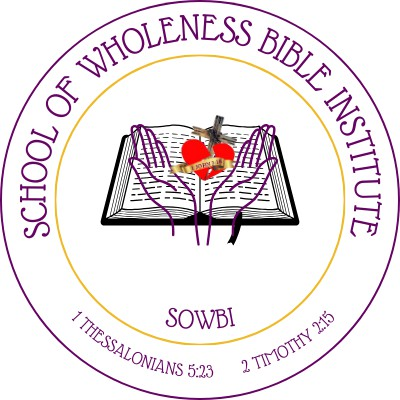 SCHOOL OF WHOLENESS BIBLE INSTITUTE
SOWBI
1 THESSALONIANS 5:23
2 TIMOTHY 2:15